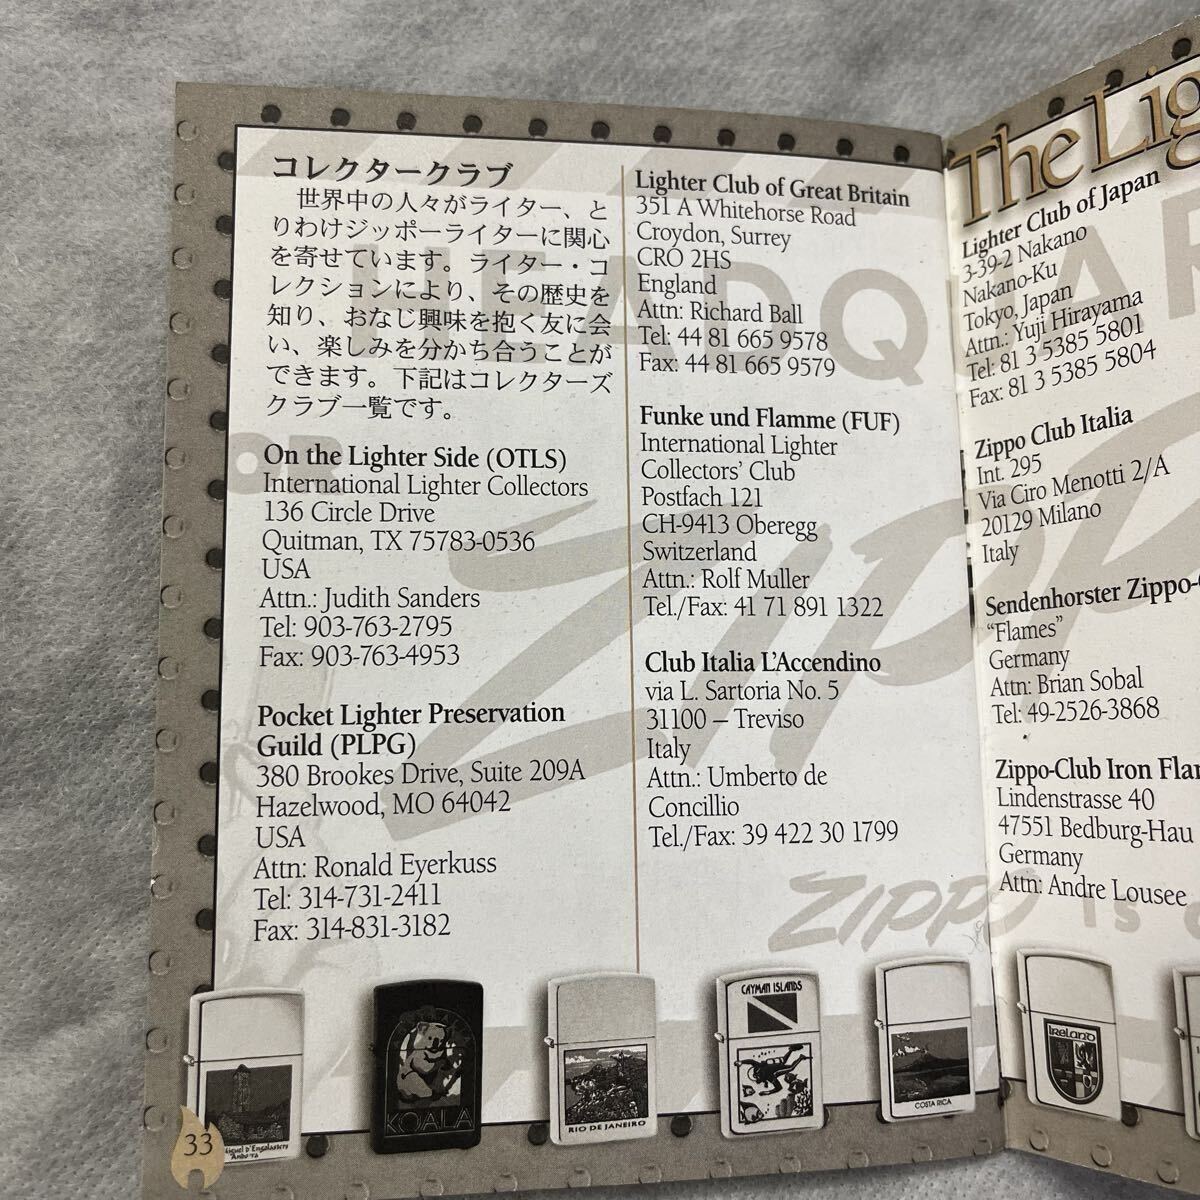 コレクタークラブ
世界中の人々がライター、と
りわけジッポーライターに関心
を寄せています。ライター・コ
レクションにより、その歴史を
知り、おなじ興味を抱く友に会
い、楽しみを分かち合うことが
できます。下記はコレクターズ
クラブ一覧です。
On the Lighter Side (OTLS)
International Lighter Collectors
136 Circle Drive
Quitman, TX 75783-0536
USA
Attn.: Judith Sanders
Tel: 903-763-2795
Fax: 903-763-4953
Pocket Lighter Preservation
Guild (PLPG)
380 Brookes Drive, Suite 209A
Hazelwood, MO 64042
USA
Attn: Ronald Eyerkuss
Tel: 314-731-2411
Fax: 314-831-3182
Lighter Club of Great Britain
351 A Whitehorse Road
Croydon, Surrey
CRO 2HS
England
Attn: Richard Ball
Tel: 44 81 665 9578
Fax: 44 81 665 9579
Funke und Flamme (FUF)
International Lighter
Collectors' Club
Postfach 121
CH-9413 Oberegg
Switzerland
Attn.: Rolf Muller
Tel./Fax: 41 71 891 1322
Club Italia L'Accendino
via L. Sartoria No. 5
31100 – Treviso
Italy
Attn.: Umberto de
Concillio
Tel./Fax: 39 422 30 1799
ZIPPO IS
KOALA
RIO DE JANEIRO
CAYMAN ISLANDS
COSTA RICA
IRELAND
33
The Lig
Lighter Club of Japan
3-39-2 Nakano
Nakano-Ku
Tokyo, Japan
Attn.: Yuji Hirayama
Tel: 81 3 5385 5801
Fax: 81 3 5385 5804
Zippo Club Italia
Int. 295
Via Ciro Menotti 2/A
20129 Milano
Italy
Sendenhorster Zippo-
"Flames"
Germany
Attn: Brian Sobal
Tel: 49-2526-3868
Zippo-Club Iron Fla
Lindenstrasse 40
47551 Bedburg-Hau
Germany
Attn: Andre Lousee